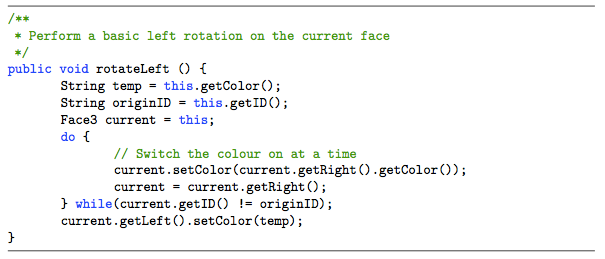 /**
 * Perform a basic left rotation on the current face
 */
public void rotateLeft () {
String temp = this.getColor();
String originID = this.getID();
Face3 current = this;
do {
// Switch the colour on at a time
current.setColor(current.getRight().getColor());
current = current.getRight();
} while(current.getID() != originID);
current.getLeft().setColor(temp);
}